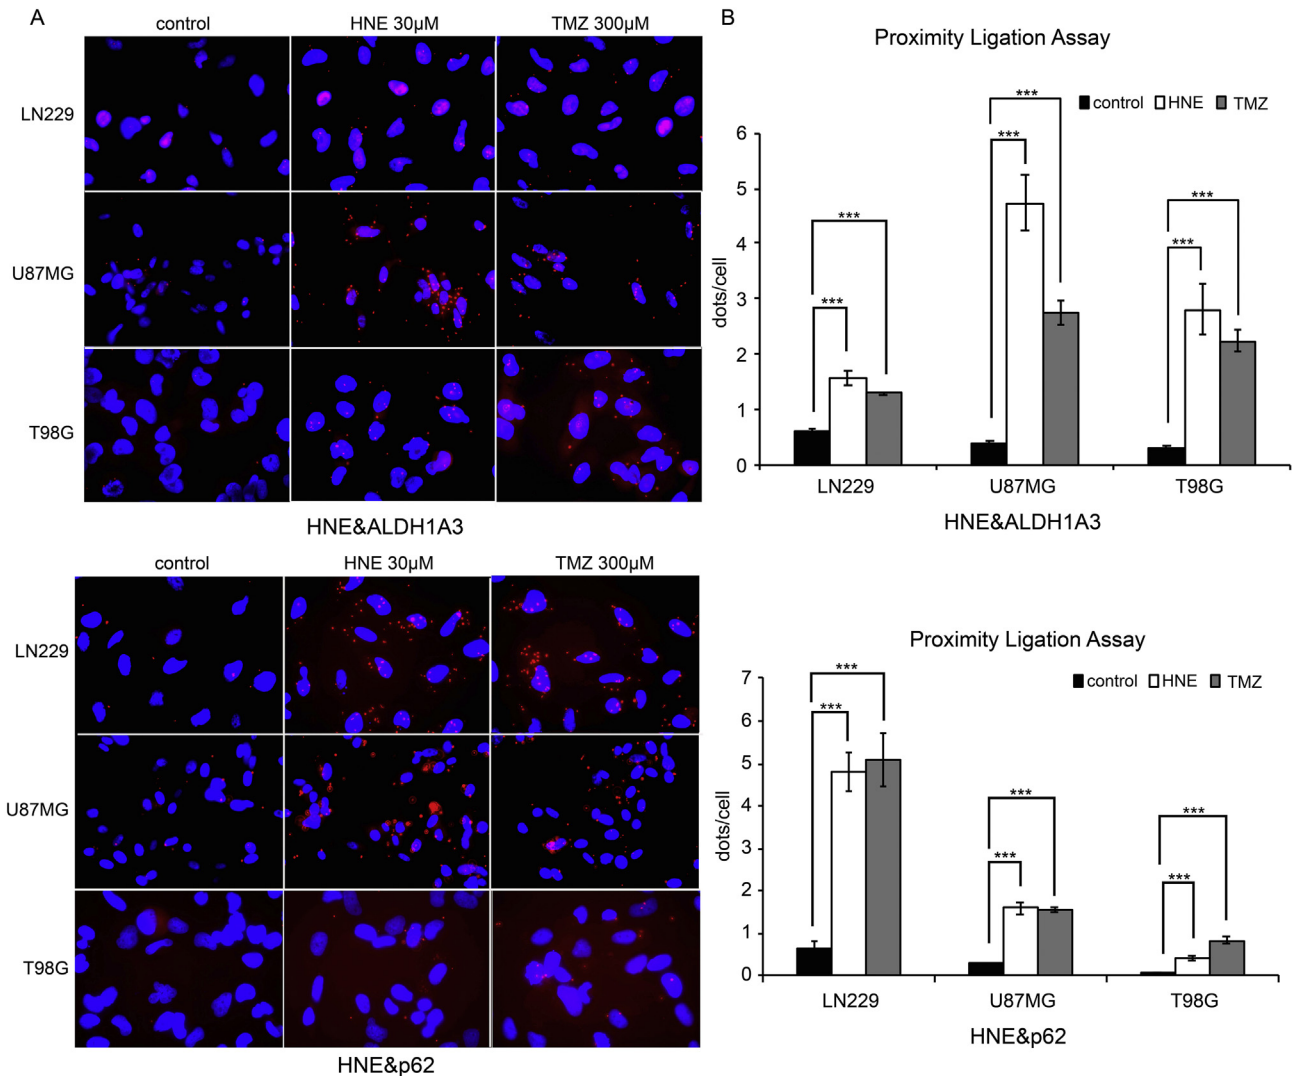 A
control HNE 30µM TMZ 300µM
LN229
U87MG
T98G
HNE&ALDH1A3
control HNE 30µM TMZ 300µM
LN229
U87MG
T98G
HNE&p62
B
Proximity Ligation Assay
control HNE TMZ
dots/cell
6
5
4
3
2
1
0
*** *** *** *** *** ***
LN229 U87MG T98G
HNE&ALDH1A3
Proximity Ligation Assay
control HNE TMZ
dots/cell
7
6
5
4
3
2
1
0
*** *** *** *** *** ***
LN229 U87MG T98G
HNE&p62